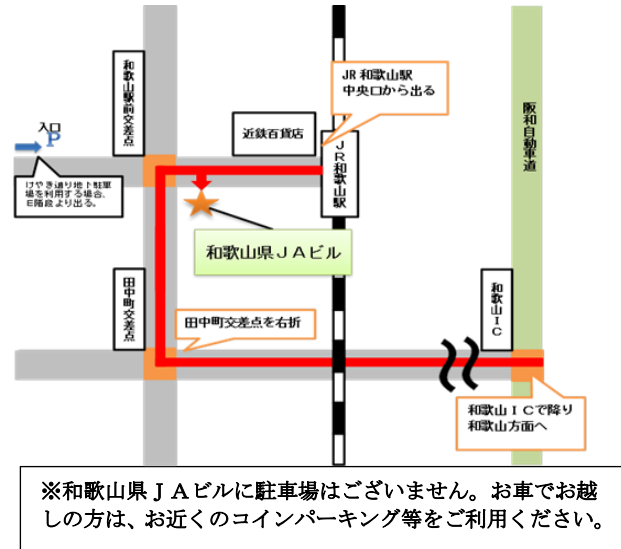 和歌山駅前交差点
入口
P
けやき通り地下駐車
場を利用する場合、
E階段より出る。
近鉄百貨店
JR 和歌山駅
中央口から出る
JR和歌山駅
阪和自動車道
和歌山県ＪＡビル
田中町交差点
田中町交差点を右折
和歌山IC
和歌山ＩＣで降り
和歌山方面へ
※和歌山県ＪＡビルに駐車場はございません。お車でお越
しの方は、お近くのコインパーキング等をご利用ください。